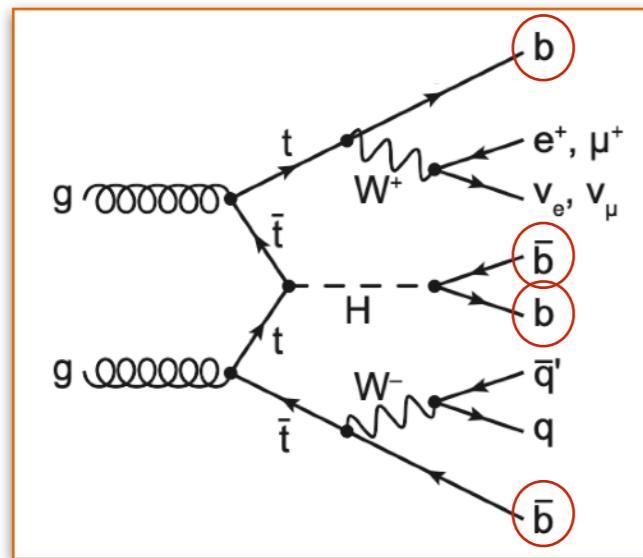 b
t
e⁺, μ⁺
W⁺
g
ν_e, ν_μ
t̄
b̄
H
b
t
g
W⁻
q̄'
t̄
q
b̄